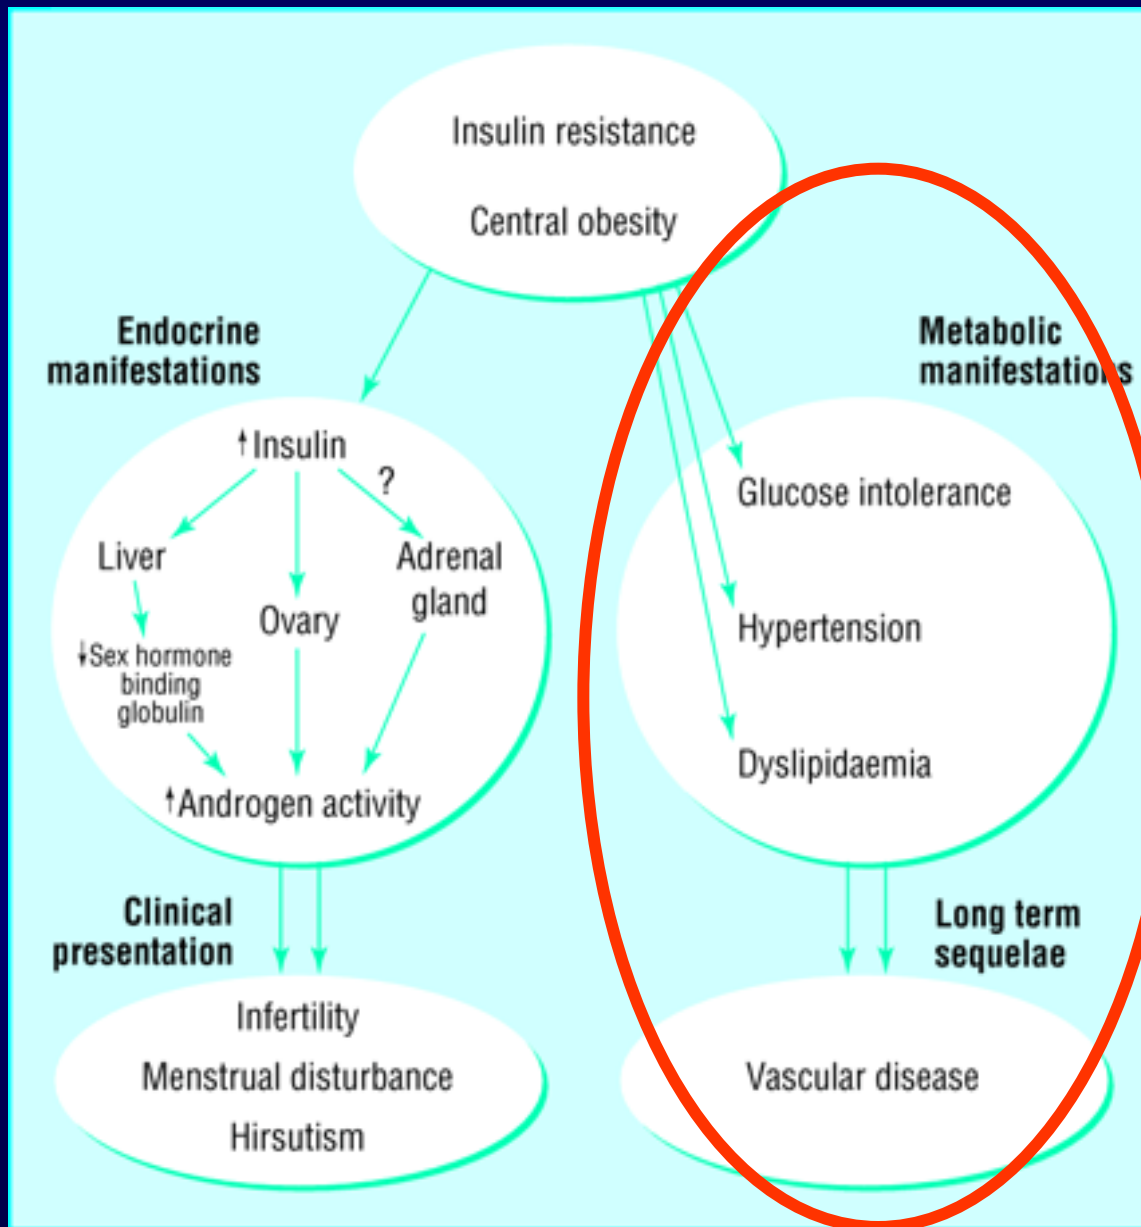 Insulin resistance
Central obesity
Endocrine
manifestations
↑Insulin
?
Liver
Adrenal
gland
Ovary
↓Sex hormone
binding
globulin
↑Androgen activity
Clinical
presentation
Infertility
Menstrual disturbance
Hirsutism
Metabolic
manifestations
Glucose intolerance
Hypertension
Dyslipidaemia
Long term
sequelae
Vascular disease